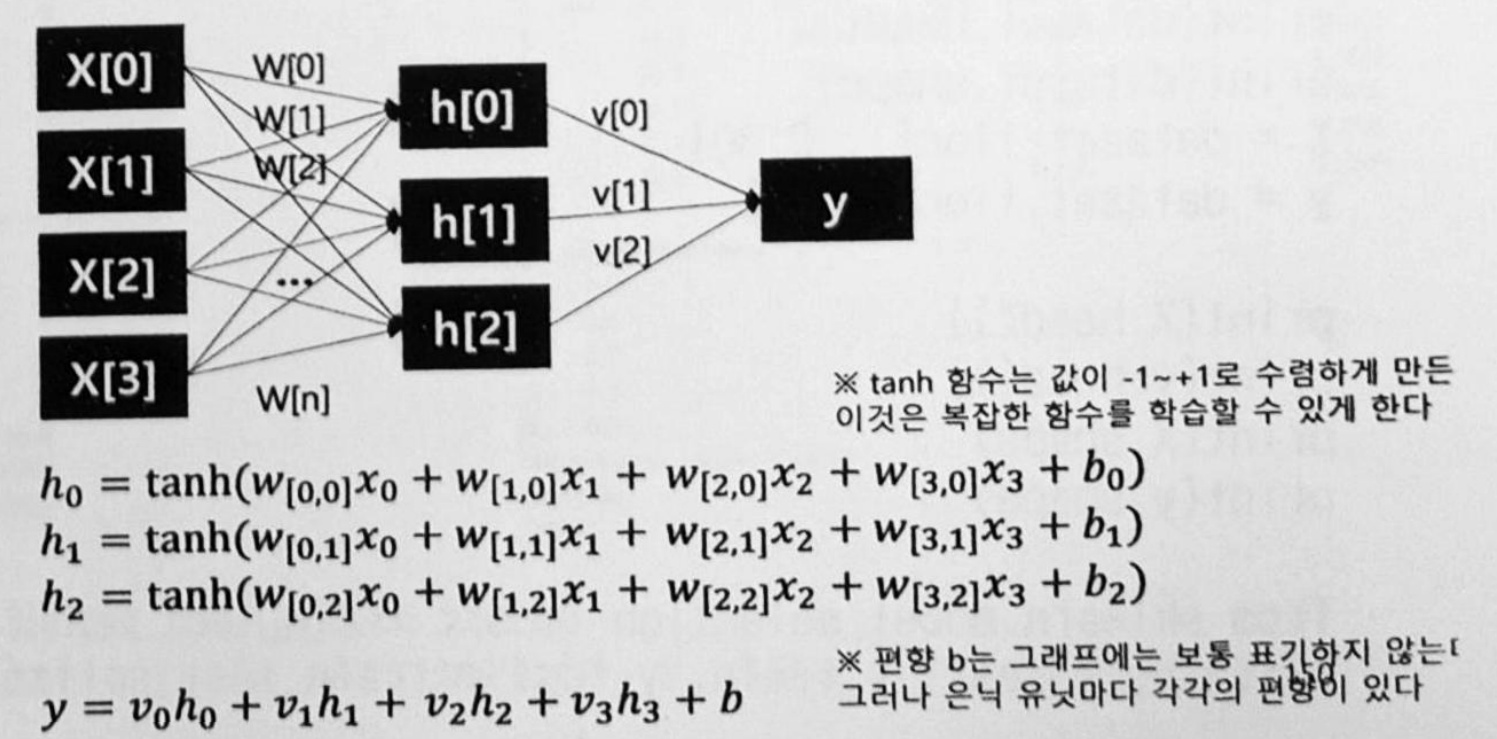 X[0]
X[1]
X[2]
X[3]
W[0]
W[1]
W[2]
...
W[n]
h[0]
h[1]
h[2]
v[0]
v[1]
v[2]
y
※ tanh 함수는 값이 -1~+1로 수렴하게 만든
이것은 복잡한 함수를 학습할 수 있게 한다
h₀ = tanh(w[0,0]x₀ + w[1,0]x₁ + w[2,0]x₂ + w[3,0]x₃ + b₀)
h₁ = tanh(w[0,1]x₀ + w[1,1]x₁ + w[2,1]x₂ + w[3,1]x₃ + b₁)
h₂ = tanh(w[0,2]x₀ + w[1,2]x₁ + w[2,2]x₂ + w[3,2]x₃ + b₂)
※ 편향 b는 그래프에는 보통 표기하지 않는
150
그러나 은닉 유닛마다 각각의 편향이 있다
y = v₀h₀ + v₁h₁ + v₂h₂ + v₃h₃ + b